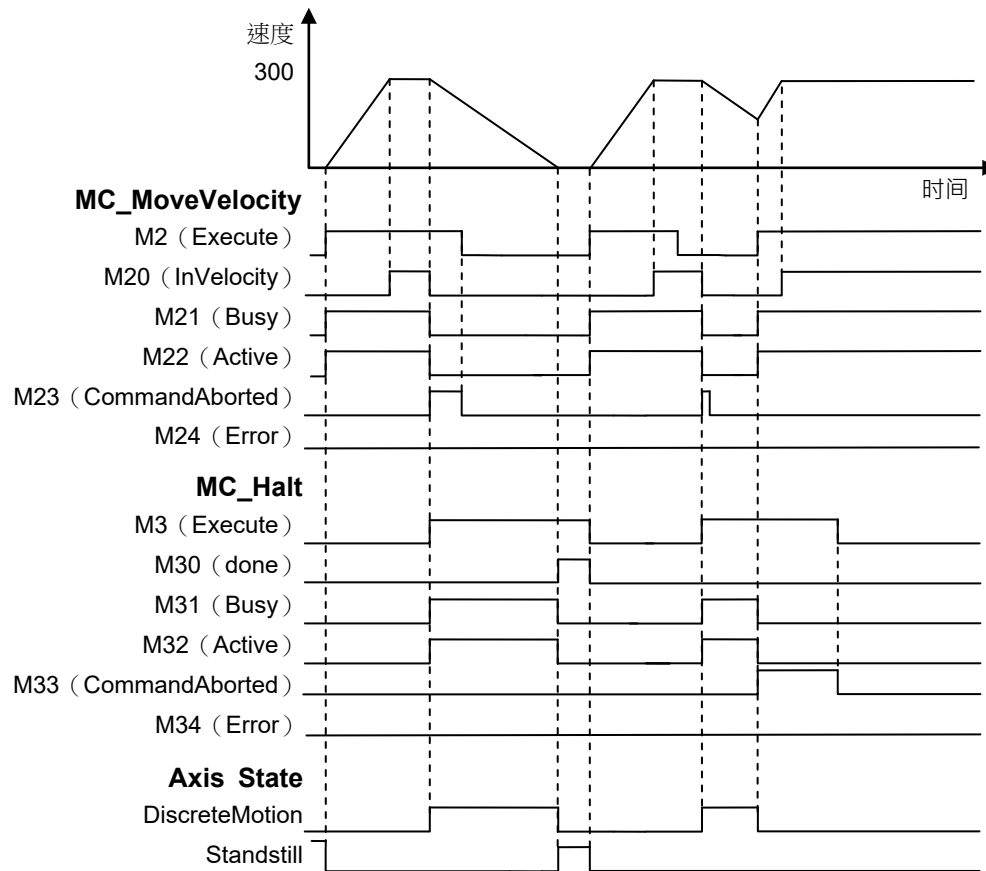 速度
300
时间
MC_MoveVelocity
M2（Execute）
M20（InVelocity）
M21（Busy）
M22（Active）
M23（CommandAborted）
M24（Error）
MC_Halt
M3（Execute）
M30（done）
M31（Busy）
M32（Active）
M33（CommandAborted）
M34（Error）
Axis State
DiscreteMotion
Standstill